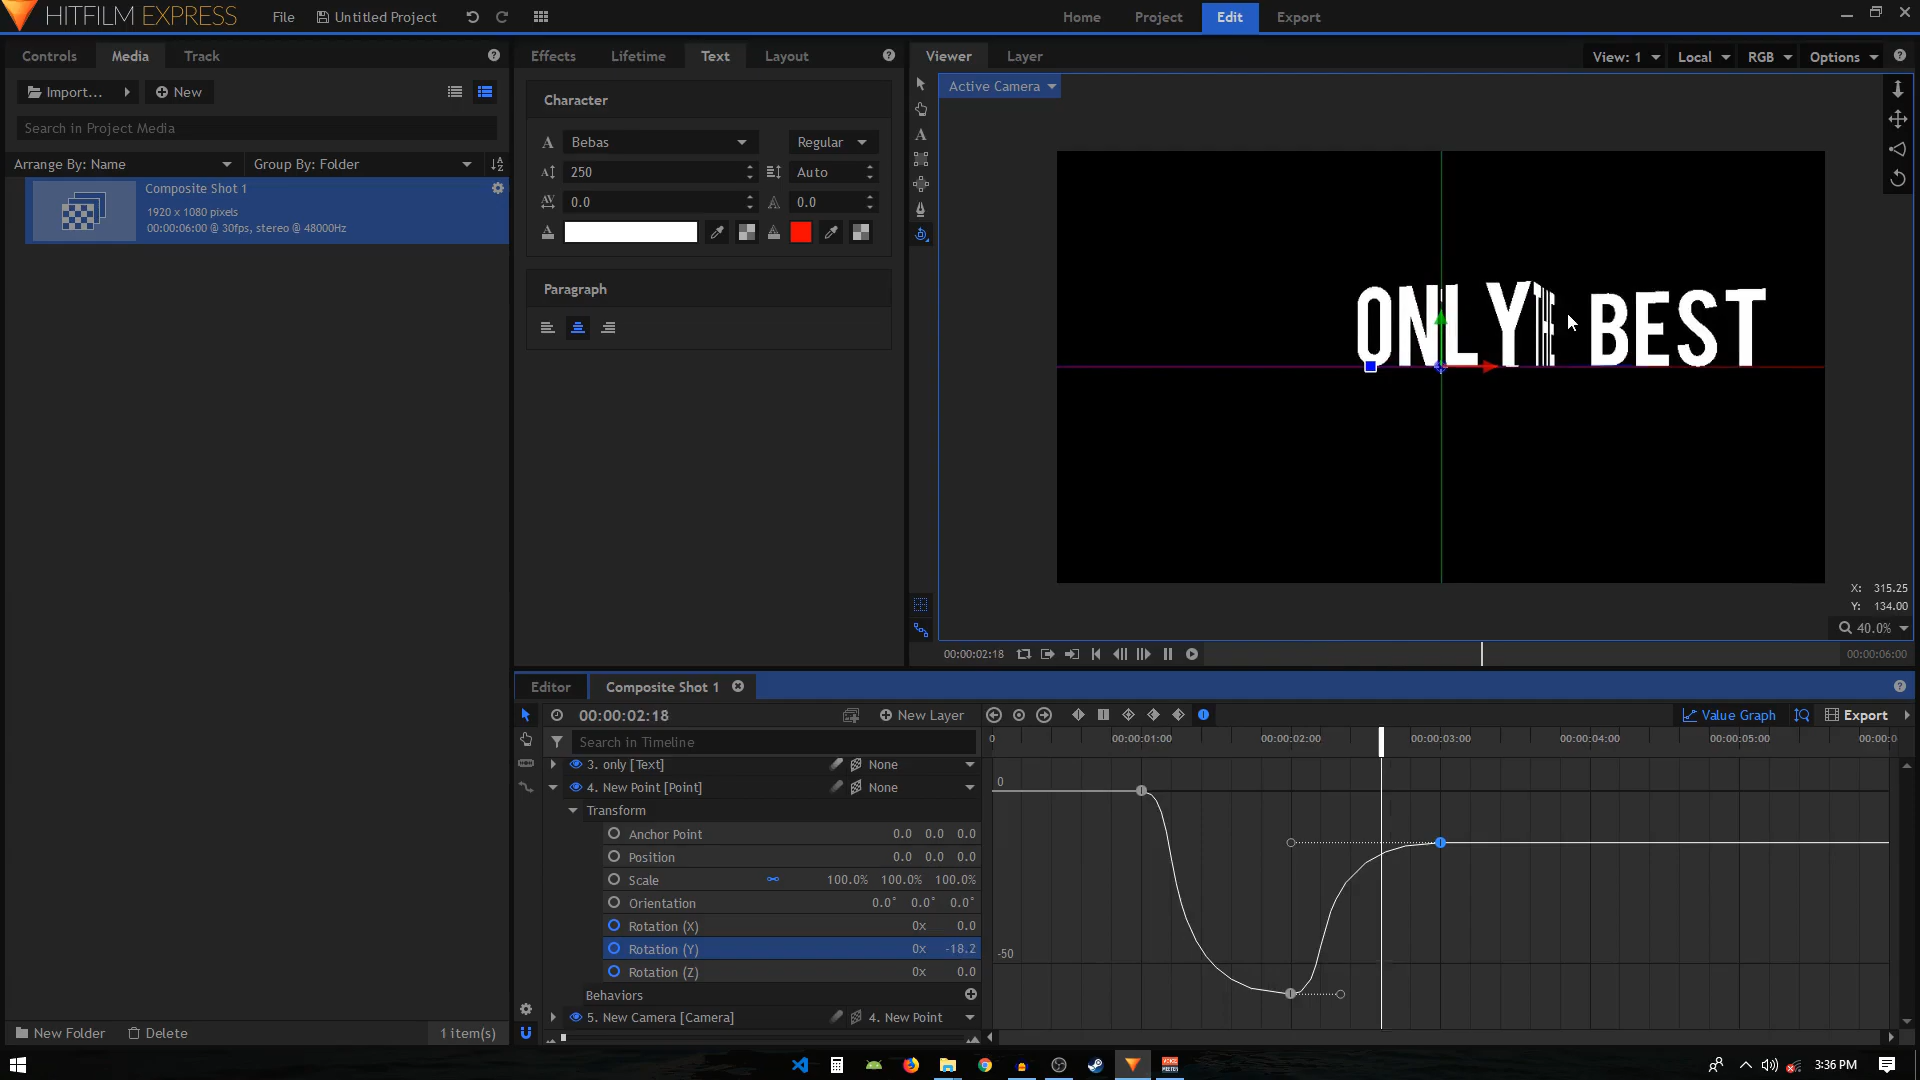 HITFILM EXPRESS File Untitled Project Home Project Edit Export
Controls Media Track Effects Lifetime Text Layout Viewer Layer View: 1 Local RGB Options
Import... New
Search in Project Media
Arrange By: Name Group By: Folder
Composite Shot 1
1920 x 1080 pixels
00:00:06:00 @ 30fps, stereo @ 48000Hz
New Folder Delete 1 item(s)
Character
Bebas Regular
250 Auto
0.0 0.0
Paragraph
Active Camera
ONLY THE BEST
X: 315.25
Y: 134.00
40.0%
00:00:02:18 00:00:06:00
Editor Composite Shot 1
00:00:02:18 New Layer Value Graph Export
Search in Timeline
0 00:00:01:00 00:00:02:00 00:00:03:00 00:00:04:00 00:00:05:00 00:00:0
3. only [Text] None
4. New Point [Point] None
Transform
Anchor Point 0.0 0.0 0.0
Position 0.0 0.0 0.0
Scale 100.0% 100.0% 100.0%
Orientation 0.0° 0.0° 0.0°
Rotation (X) 0x 0.0
Rotation (Y) 0x -18.2
Rotation (Z) 0x 0.0
Behaviors
5. New Camera [Camera] 4. New Point
0
-50
3:36 PM